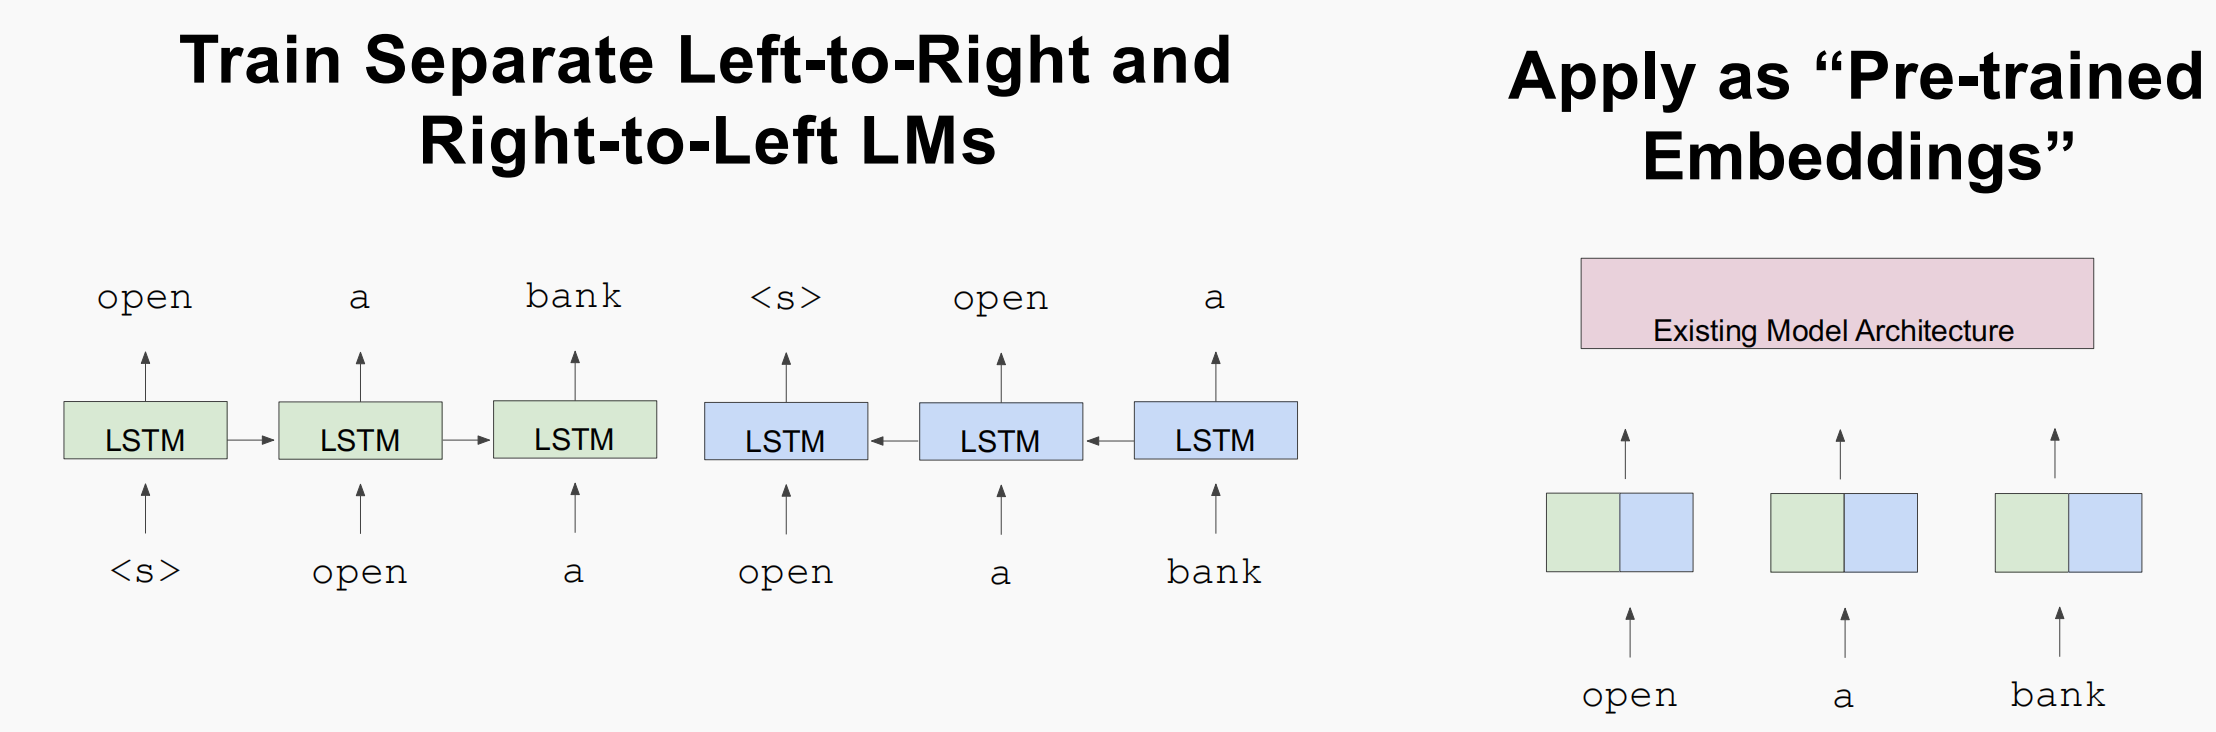 Train Separate Left-to-Right and
Right-to-Left LMs
Apply as “Pre-trained
Embeddings”
open a bank <s> open a
LSTM LSTM LSTM LSTM LSTM LSTM
<s> open a open a bank
Existing Model Architecture
open a bank